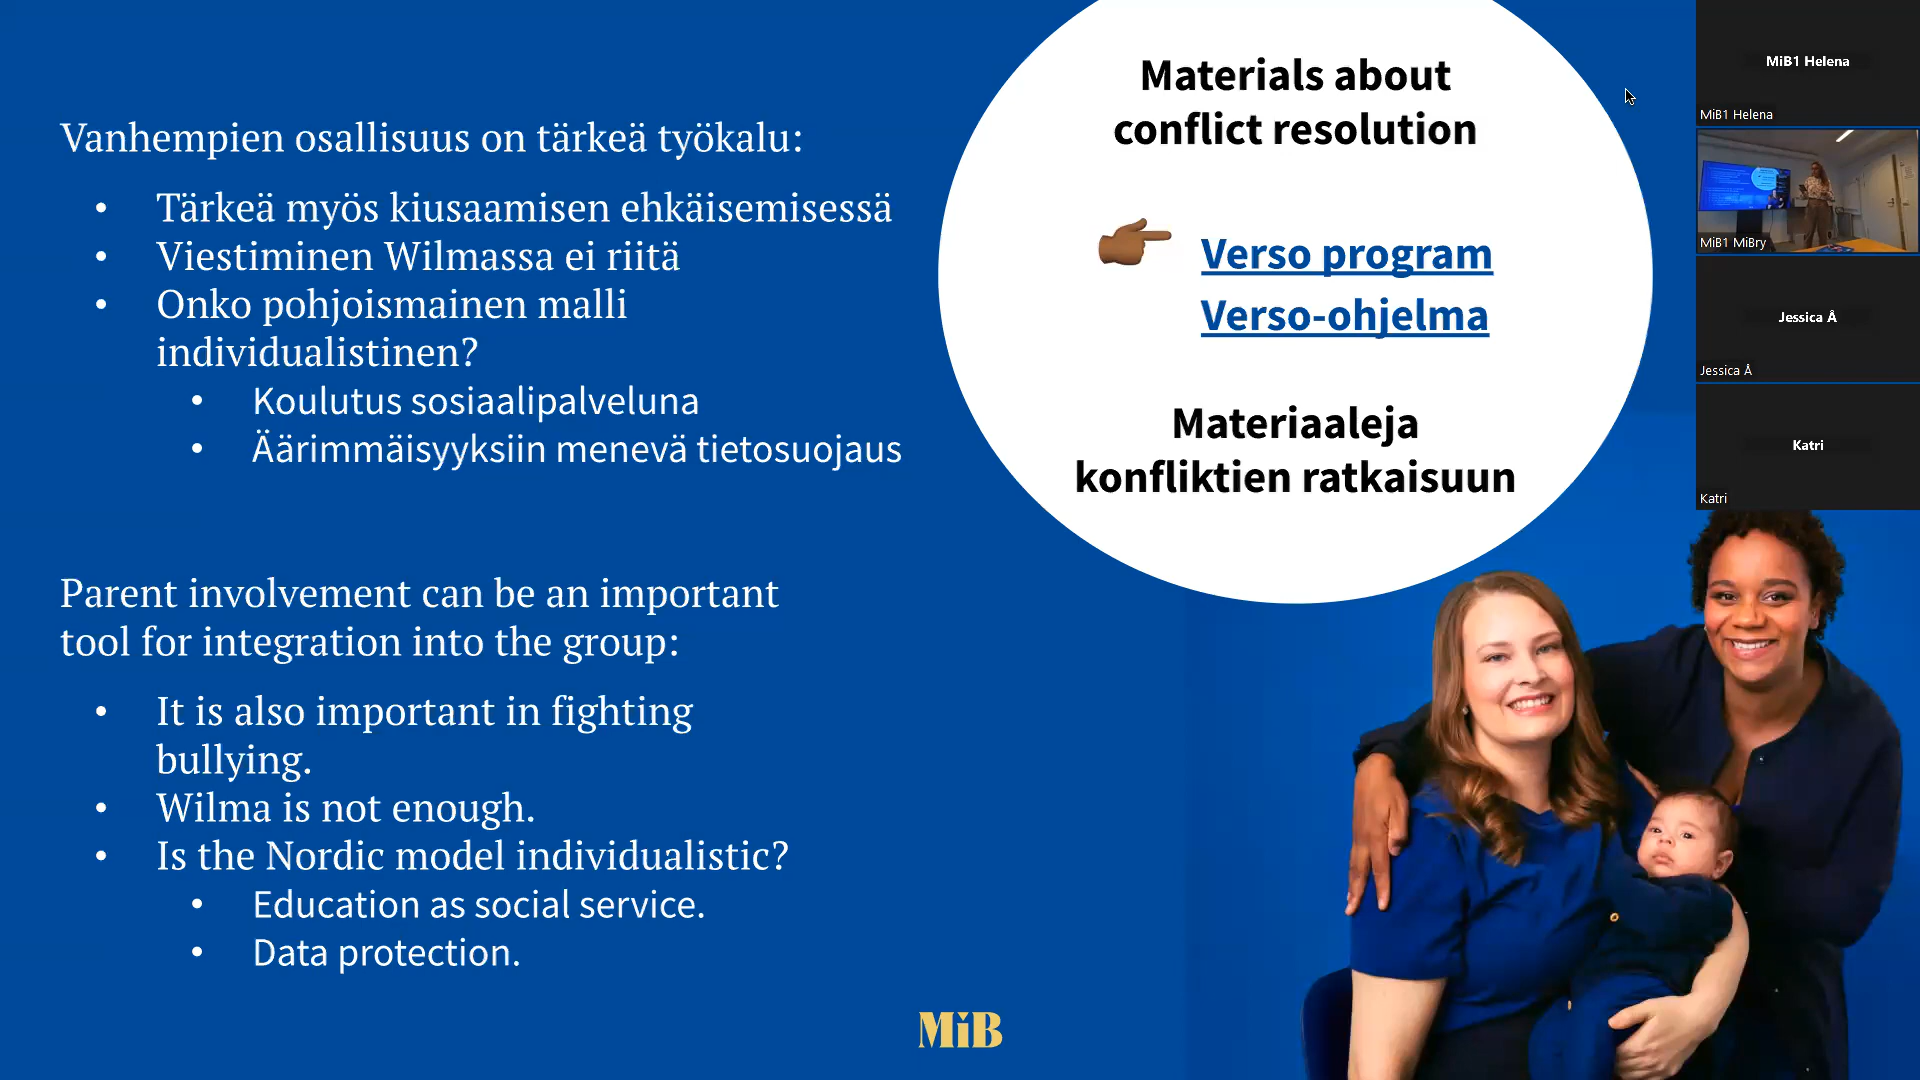 Vanhempien osallisuus on tärkeä työkalu:
• Tärkeä myös kiusaamisen ehkäisemisessä
• Viestiminen Wilmassa ei riitä
• Onko pohjoismainen malli
individualistinen?
• Koulutus sosiaalipalveluna
• Äärimmäisyyksiin menevä tietosuojaus
Parent involvement can be an important
tool for integration into the group:
• It is also important in fighting
bullying.
• Wilma is not enough.
• Is the Nordic model individualistic?
• Education as social service.
• Data protection.
Materials about
conflict resolution
Verso program
Verso-ohjelma
Materiaaleja
konfliktien ratkaisuun
MiB
MiB1 Helena
MiB1 Helena
MiB1 MiBry
Jessica Å
Jessica Å
Katri
Katri